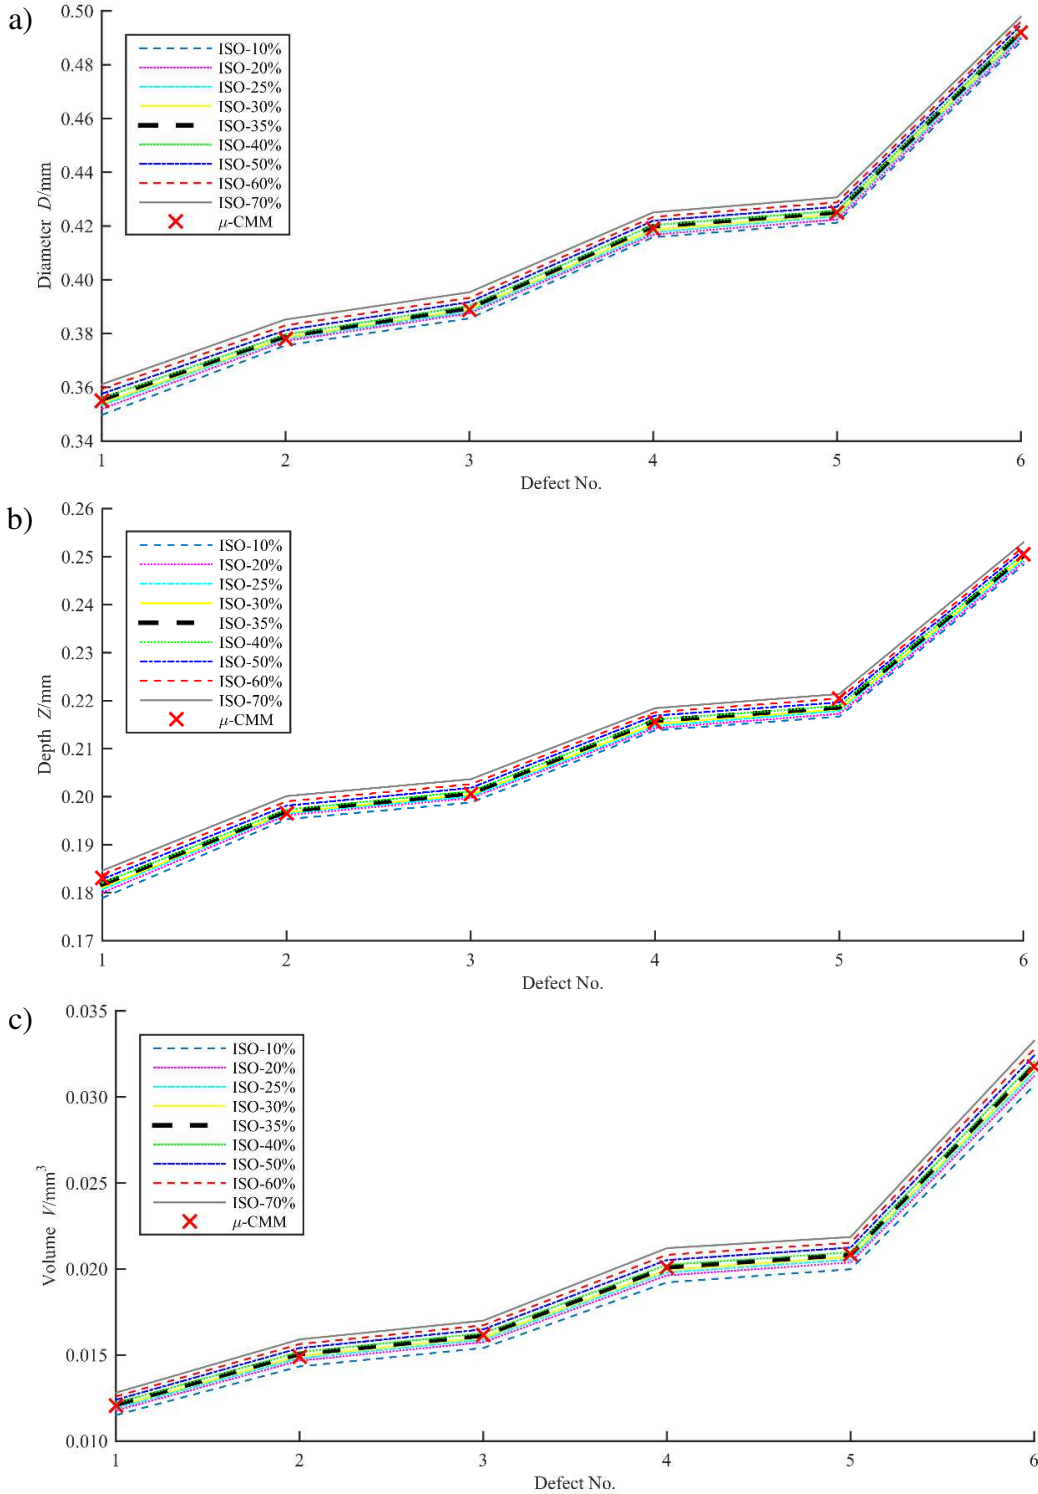 a)
0.50
0.48
0.46
0.44
0.42
0.40
0.38
0.36
0.34
Diameter D/mm
ISO-10%
ISO-20%
ISO-25%
ISO-30%
ISO-35%
ISO-40%
ISO-50%
ISO-60%
ISO-70%
μ-CMM
1 2 3 4 5 6
Defect No.
b)
0.26
0.25
0.24
0.23
0.22
0.21
0.20
0.19
0.18
0.17
Depth Z/mm
ISO-10%
ISO-20%
ISO-25%
ISO-30%
ISO-35%
ISO-40%
ISO-50%
ISO-60%
ISO-70%
μ-CMM
1 2 3 4 5 6
Defect No.
c)
0.035
0.030
0.025
0.020
0.015
0.010
Volume V/mm³
ISO-10%
ISO-20%
ISO-25%
ISO-30%
ISO-35%
ISO-40%
ISO-50%
ISO-60%
ISO-70%
μ-CMM
1 2 3 4 5 6
Defect No.